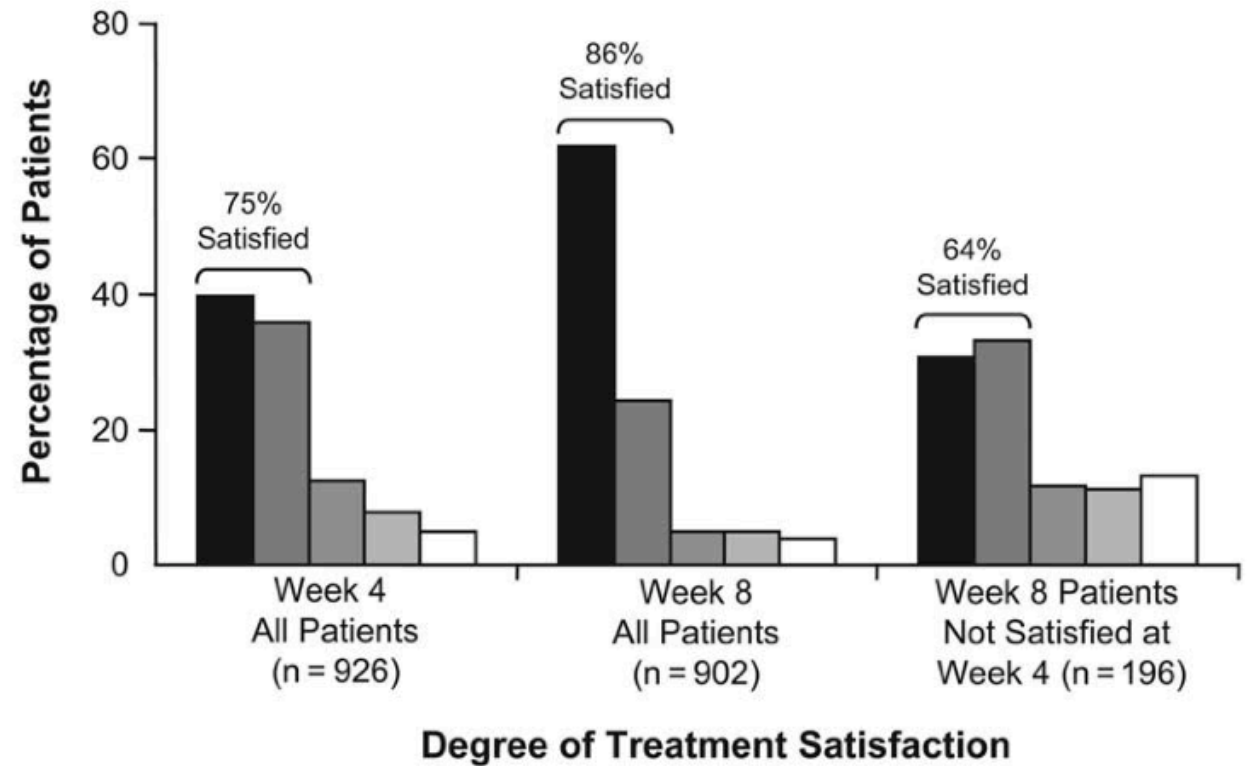 Percentage of Patients
80
60
40
20
0
75%
Satisfied
86%
Satisfied
64%
Satisfied
Week 4
All Patients
(n = 926)
Week 8
All Patients
(n = 902)
Week 8 Patients
Not Satisfied at
Week 4 (n = 196)
Degree of Treatment Satisfaction